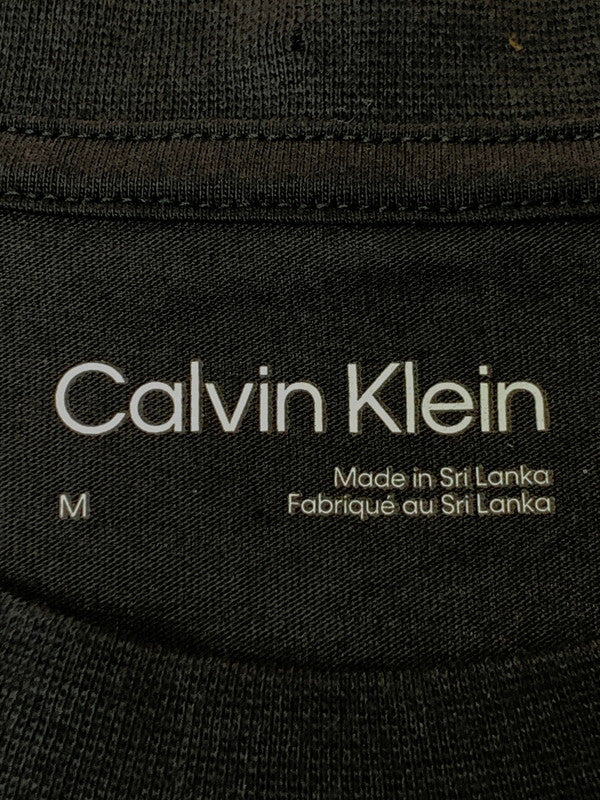 Calvin Klein
M
Made in Sri Lanka
Fabriqué au Sri Lanka